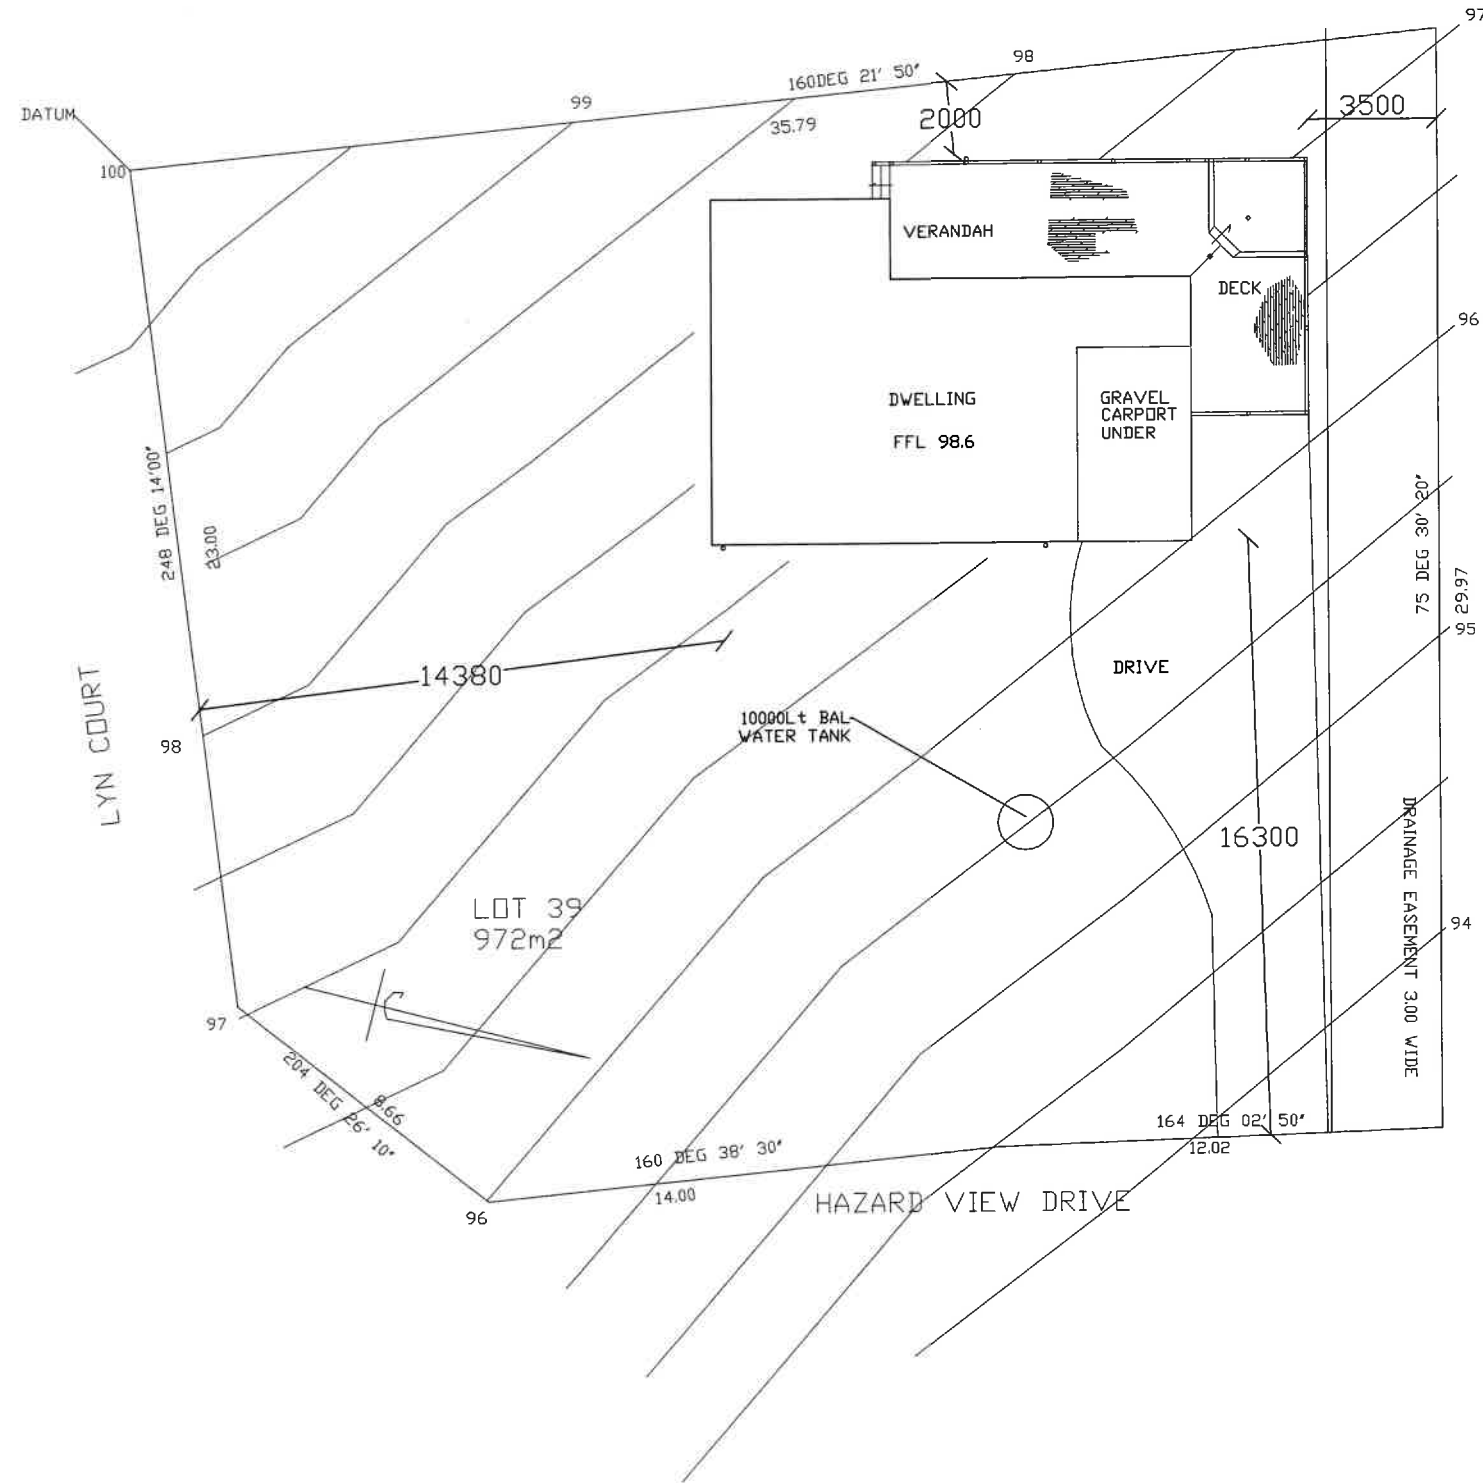 97
98
160DEG 21' 50"
35.79
99
DATUM
100
2000
3500
VERANDAH
DECK
96
DWELLING
FFL 98.6
GRAVEL
CARPORT
UNDER
248 DEG 14'00"
23.00
75 DEG 30' 20"
29.97
95
DRIVE
14380
LYN COURT
98
10000Lt BAL
WATER TANK
16300
DRAINAGE EASEMENT 3.00 WIDE
LOT 39
972m2
94
97
204 DEG 26' 10"
8.66
164 DEG 02' 50"
12.02
160 DEG 38' 30"
14.00
HAZARD VIEW DRIVE
96